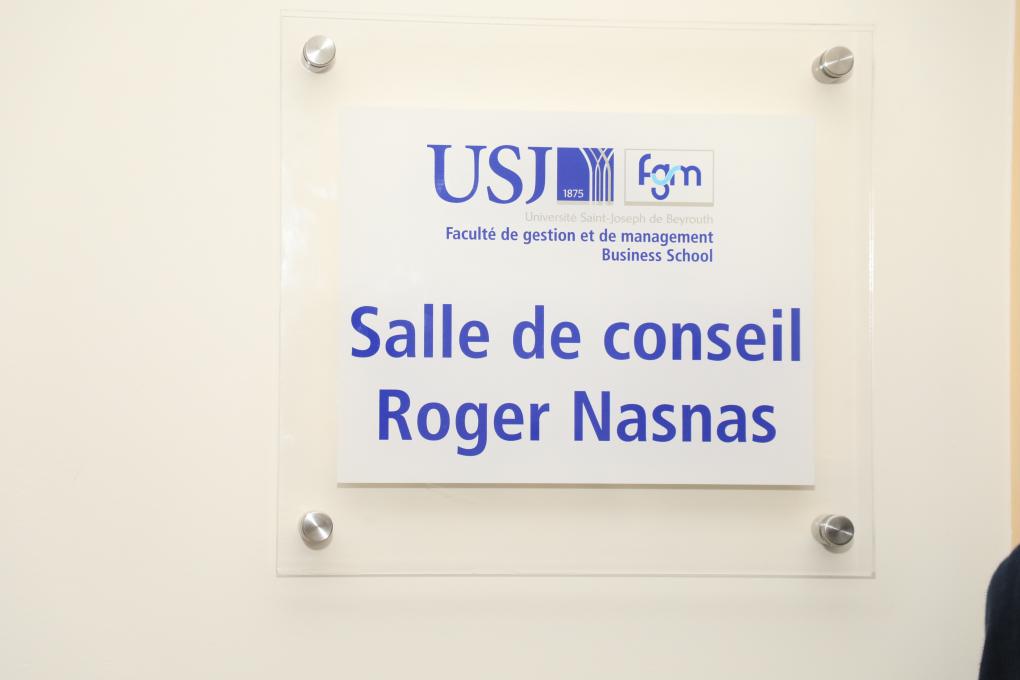 USJ 1875 fgm
Université Saint-Joseph de Beyrouth
Faculté de gestion et de management
Business School
Salle de conseil
Roger Nasnas